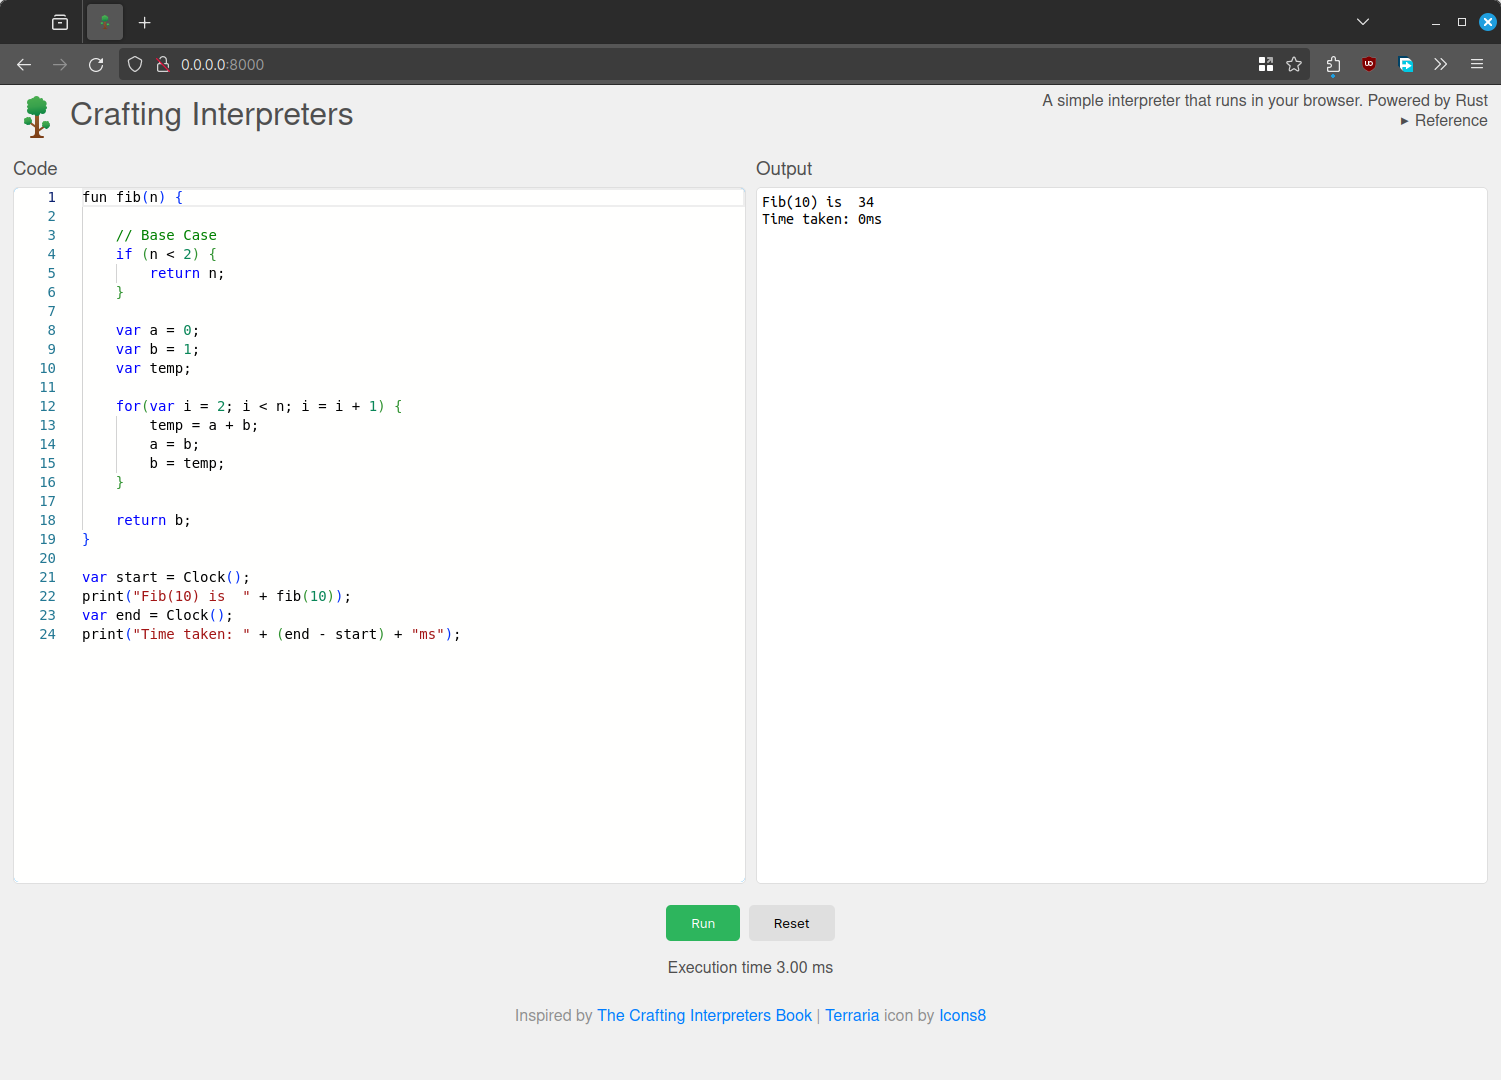 0.0.0.0:8000
Crafting Interpreters
A simple interpreter that runs in your browser. Powered by Rust
▸ Reference
Code
1 fun fib(n) {
2
3     // Base Case
4     if (n < 2) {
5         return n;
6     }
7
8     var a = 0;
9     var b = 1;
10     var temp;
11
12     for(var i = 2; i < n; i = i + 1) {
13         temp = a + b;
14         a = b;
15         b = temp;
16     }
17
18     return b;
19 }
20
21 var start = Clock();
22 print("Fib(10) is  " + fib(10));
23 var end = Clock();
24 print("Time taken: " + (end - start) + "ms");
Output
Fib(10) is  34
Time taken: 0ms
Run
Reset
Execution time 3.00 ms
Inspired by The Crafting Interpreters Book | Terraria icon by Icons8